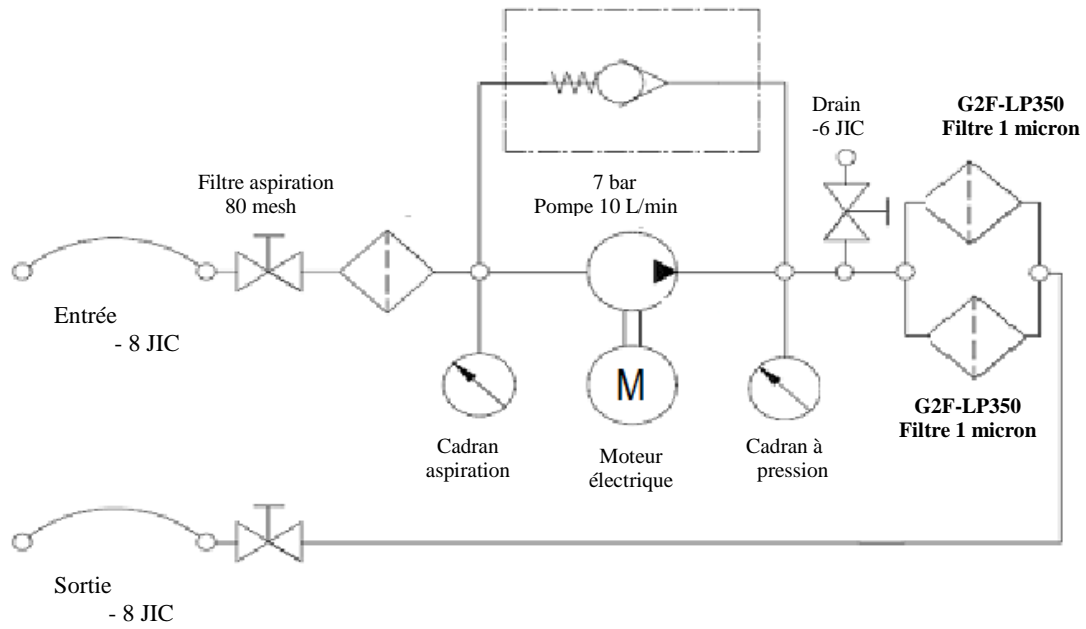 Drain
-6 JIC
G2F-LP350
Filtre 1 micron
Filtre aspiration
80 mesh
7 bar
Pompe 10 L/min
Entrée
- 8 JIC
M
G2F-LP350
Filtre 1 micron
Cadran
aspiration
Moteur
électrique
Cadran à
pression
Sortie
- 8 JIC